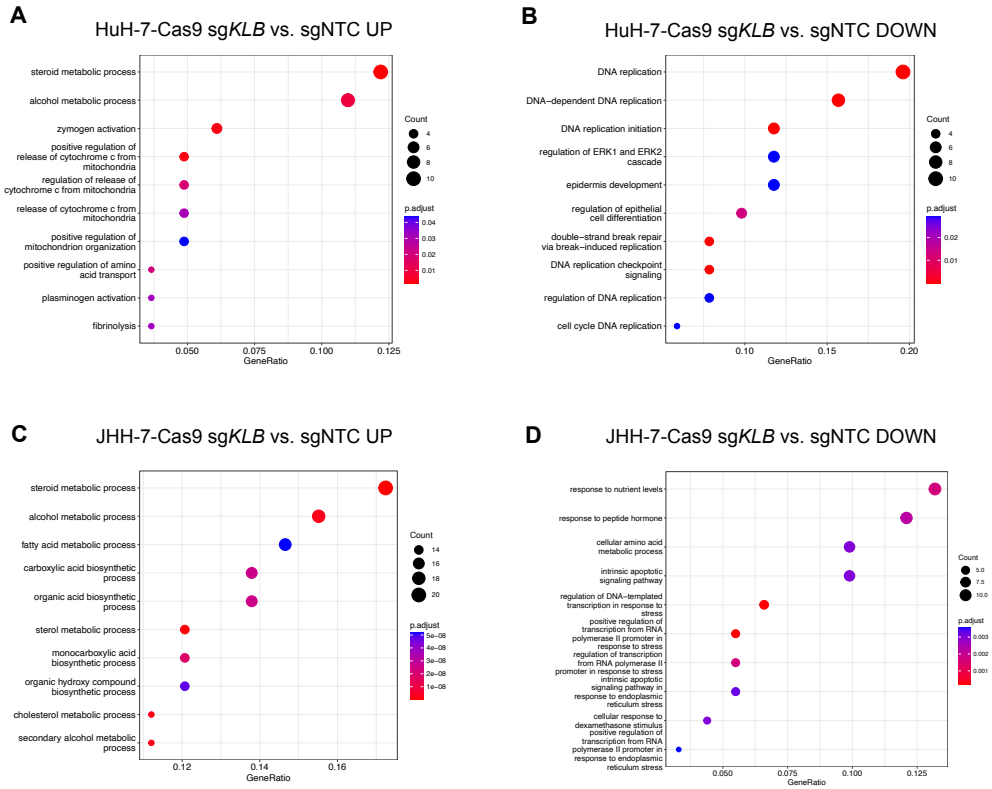 A
HuH-7-Cas9 sgKLB vs. sgNTC UP
steroid metabolic process
alcohol metabolic process
zymogen activation
positive regulation of
release of cytochrome c from
mitochondria
regulation of release of
cytochrome c from mitochondria
release of cytochrome c from
mitochondria
positive regulation of
mitochondrion organization
positive regulation of amino
acid transport
plasminogen activation
fibrinolysis
0.050
0.075
0.100
0.125
GeneRatio
Count
4
6
8
10
p.adjust
0.04
0.03
0.02
0.01
B
HuH-7-Cas9 sgKLB vs. sgNTC DOWN
DNA replication
DNA−dependent DNA replication
DNA replication initiation
regulation of ERK1 and ERK2
cascade
epidermis development
regulation of epithelial
cell differentiation
double−strand break repair
via break−induced replication
DNA replication checkpoint
signaling
regulation of DNA replication
cell cycle DNA replication
0.10
0.15
0.20
GeneRatio
Count
4
6
8
10
p.adjust
0.02
0.01
C
JHH-7-Cas9 sgKLB vs. sgNTC UP
steroid metabolic process
alcohol metabolic process
fatty acid metabolic process
carboxylic acid biosynthetic
process
organic acid biosynthetic
process
sterol metabolic process
monocarboxylic acid
biosynthetic process
organic hydroxy compound
biosynthetic process
cholesterol metabolic process
secondary alcohol metabolic
process
0.12
0.14
0.16
GeneRatio
Count
14
16
18
20
p.adjust
5e−08
4e−08
3e−08
2e−08
1e−08
D
JHH-7-Cas9 sgKLB vs. sgNTC DOWN
response to nutrient levels
response to peptide hormone
cellular amino acid
metabolic process
intrinsic apoptotic
signaling pathway
regulation of DNA−templated
transcription in response to
stress
positive regulation of
transcription from RNA
polymerase II promoter in
response to stress
regulation of transcription
from RNA polymerase II
promoter in response to stress
intrinsic apoptotic
signaling pathway in
response to endoplasmic
reticulum stress
cellular response to
dexamethasone stimulus
positive regulation of
transcription from RNA
polymerase II promoter in
response to endoplasmic
reticulum stress
0.050
0.075
0.100
0.125
GeneRatio
Count
5.0
7.5
10.0
p.adjust
0.003
0.002
0.001